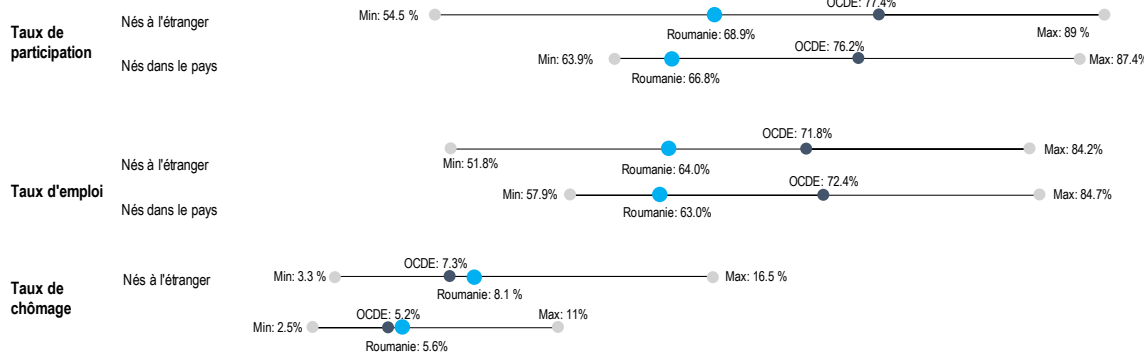 OCDE: 77.4%
Min: 54.5 %
Nés à l'étranger
Taux de
participation
Roumanie: 68.9%
Max: 89 %
OCDE: 76.2%
Min: 63.9%
Max: 87.4%
Nés dans le pays
Roumanie: 66.8%
OCDE: 71.8%
Max: 84.2%
Nés à l'étranger
Min: 51.8%
Roumanie: 64.0%
OCDE: 72.4%
Taux d'emploi
Min: 57.9%
Max: 84.7%
Nés dans le pays
Roumanie: 63.0%
OCDE: 7.3%
Min: 3.3 %
Max: 16.5 %
Nés à l'étranger
Taux de
chômage
Roumanie: 8.1 %
OCDE: 5.2%
Max: 11%
Min: 2.5%
Roumanie: 5.6%